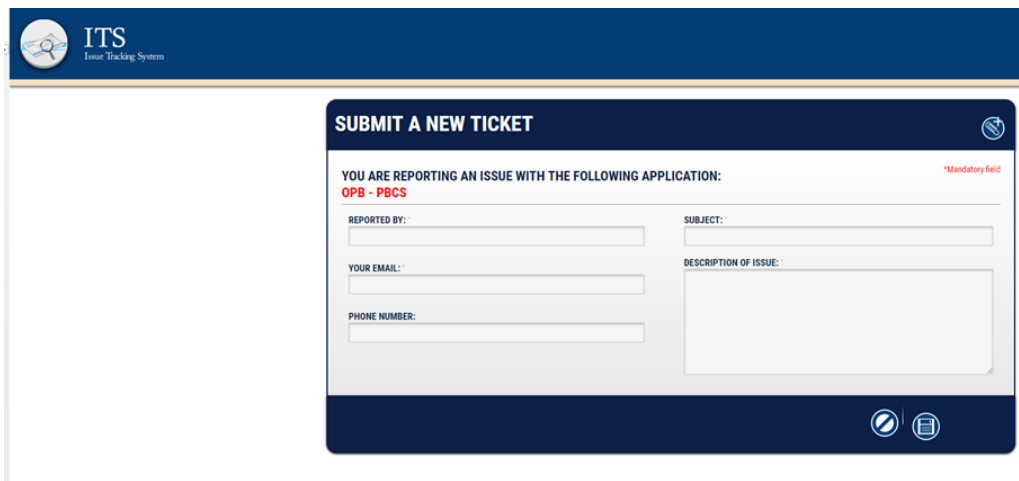 ITS
Issue Tracking System
SUBMIT A NEW TICKET
YOU ARE REPORTING AN ISSUE WITH THE FOLLOWING APPLICATION:
*Mandatory field
OPB - PBCS
REPORTED BY: *
SUBJECT: *
YOUR EMAIL: *
DESCRIPTION OF ISSUE: *
PHONE NUMBER: